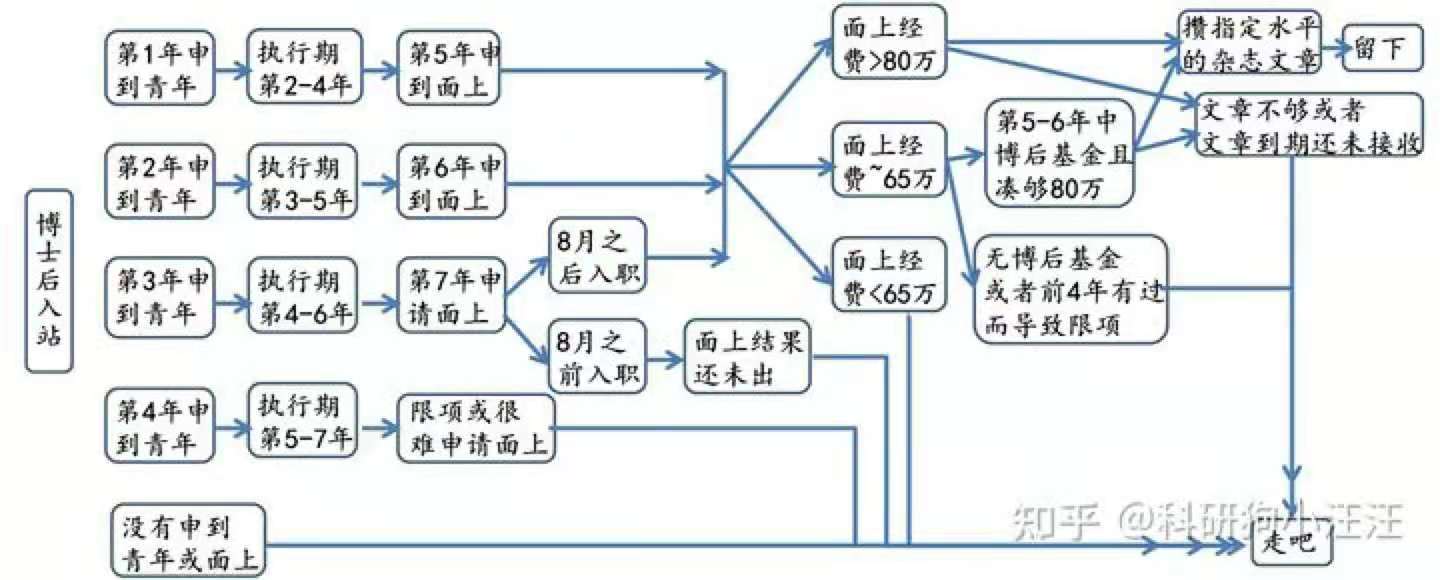 博士后入站
第1年申
到青年
执行期
第2-4年
第5年申
到面上
第2年申
到青年
执行期
第3-5年
第6年申
到面上
第3年申
到青年
执行期
第4-6年
第7年申
请面上
8月之
后入职
8月之
前入职
面上结果
还未出
第4年申
到青年
执行期
第5-7年
限项或很
难申请面上
没有申到
青年或面上
面上经
费>80万
面上经
费~65万
面上经
费<65万
第5-6年中
博后基金且
凑够80万
无博后基金
或者前4年有过
而导致限项
攒指定水平
的杂志文章
留下
文章不够或者
文章到期还未接收
走吧
知乎 @科研狗小汪汪